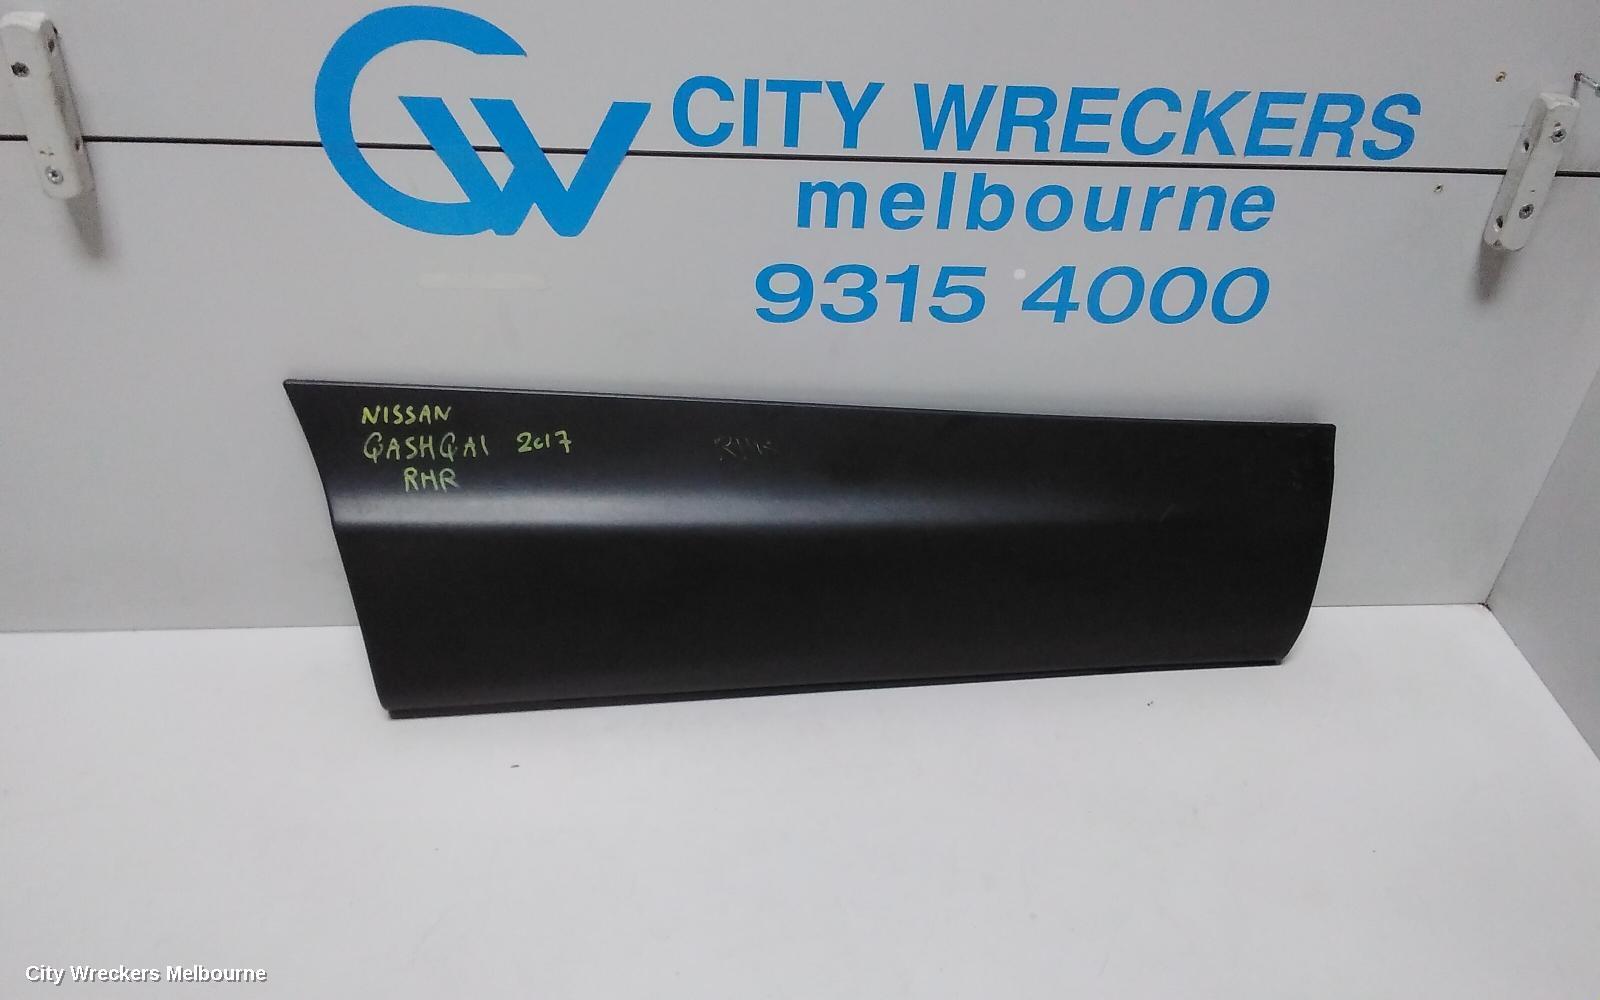 CW CITY WRECKERS
melbourne
9315 4000
NISSAN
QASHQAI 2017
RHR
City Wreckers Melbourne